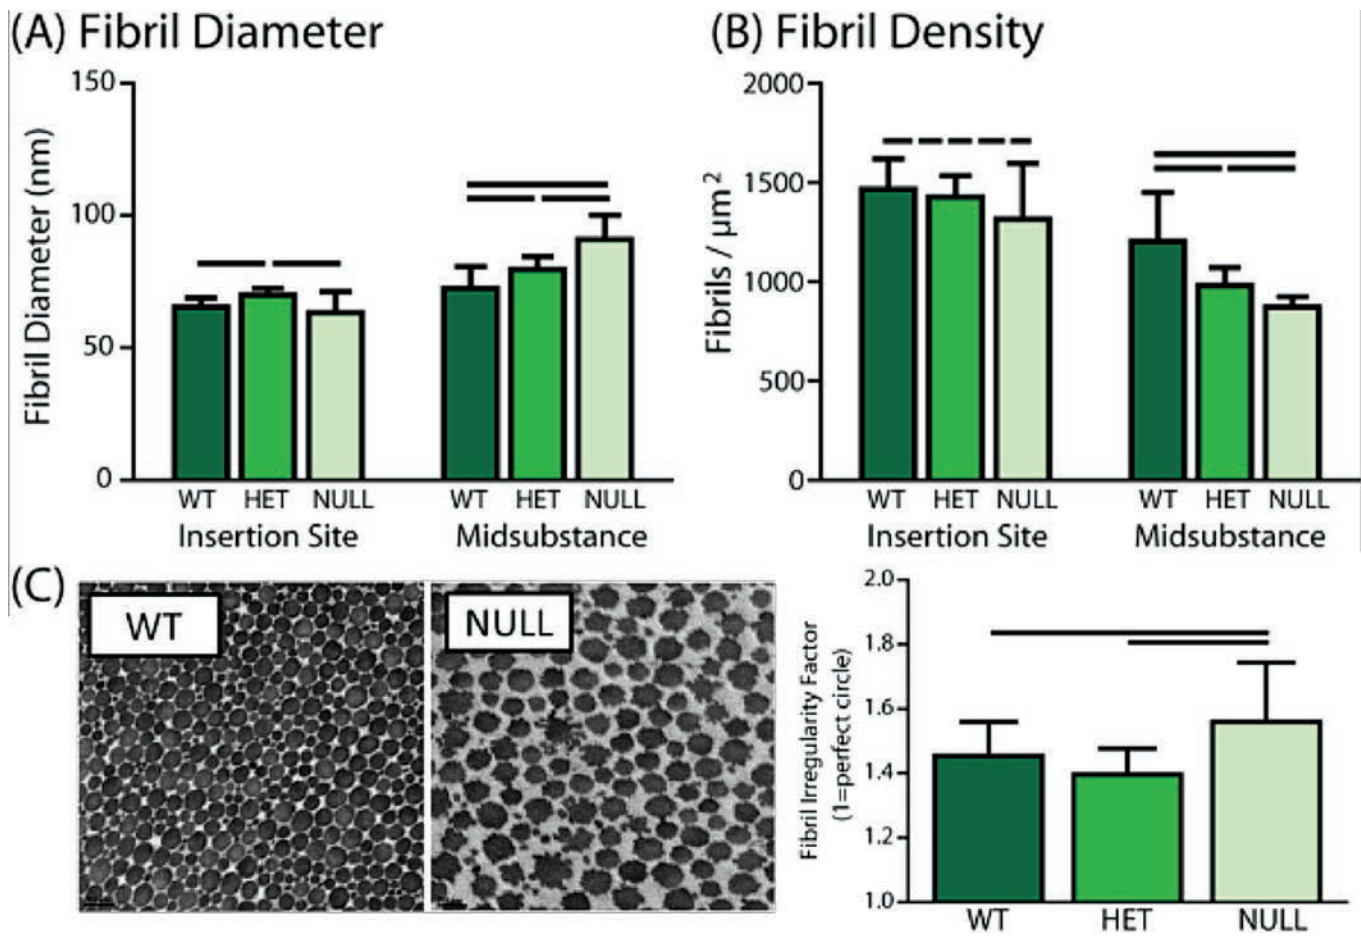 (A) Fibril Diameter
150
100
50
0
Fibril Diameter (nm)
WT HET NULL WT HET NULL
Insertion Site Midsubstance
(B) Fibril Density
2000
1500
1000
500
0
Fibrils / µm²
WT HET NULL WT HET NULL
Insertion Site Midsubstance
(C)
WT
NULL
2.0
1.8
1.6
1.4
1.2
1.0
Fibril Irregularity Factor
(1=perfect circle)
WT HET NULL